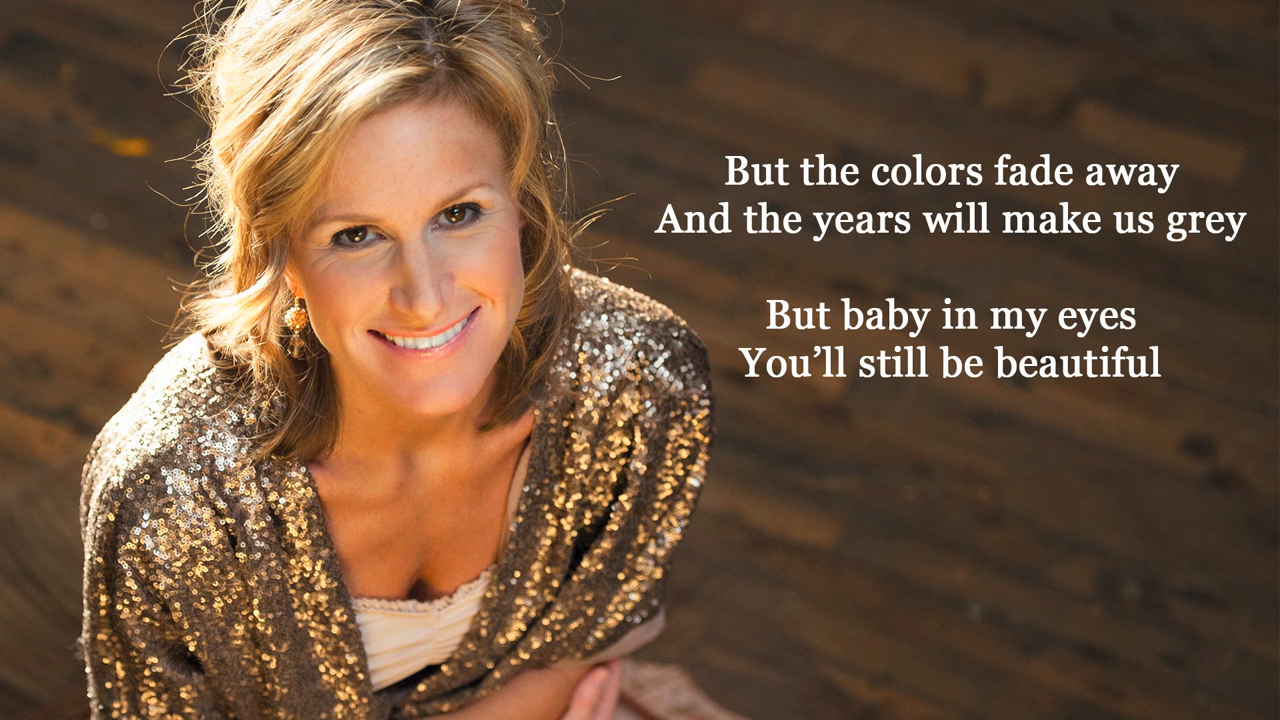 But the colors fade away
And the years will make us grey
But baby in my eyes
You’ll still be beautiful